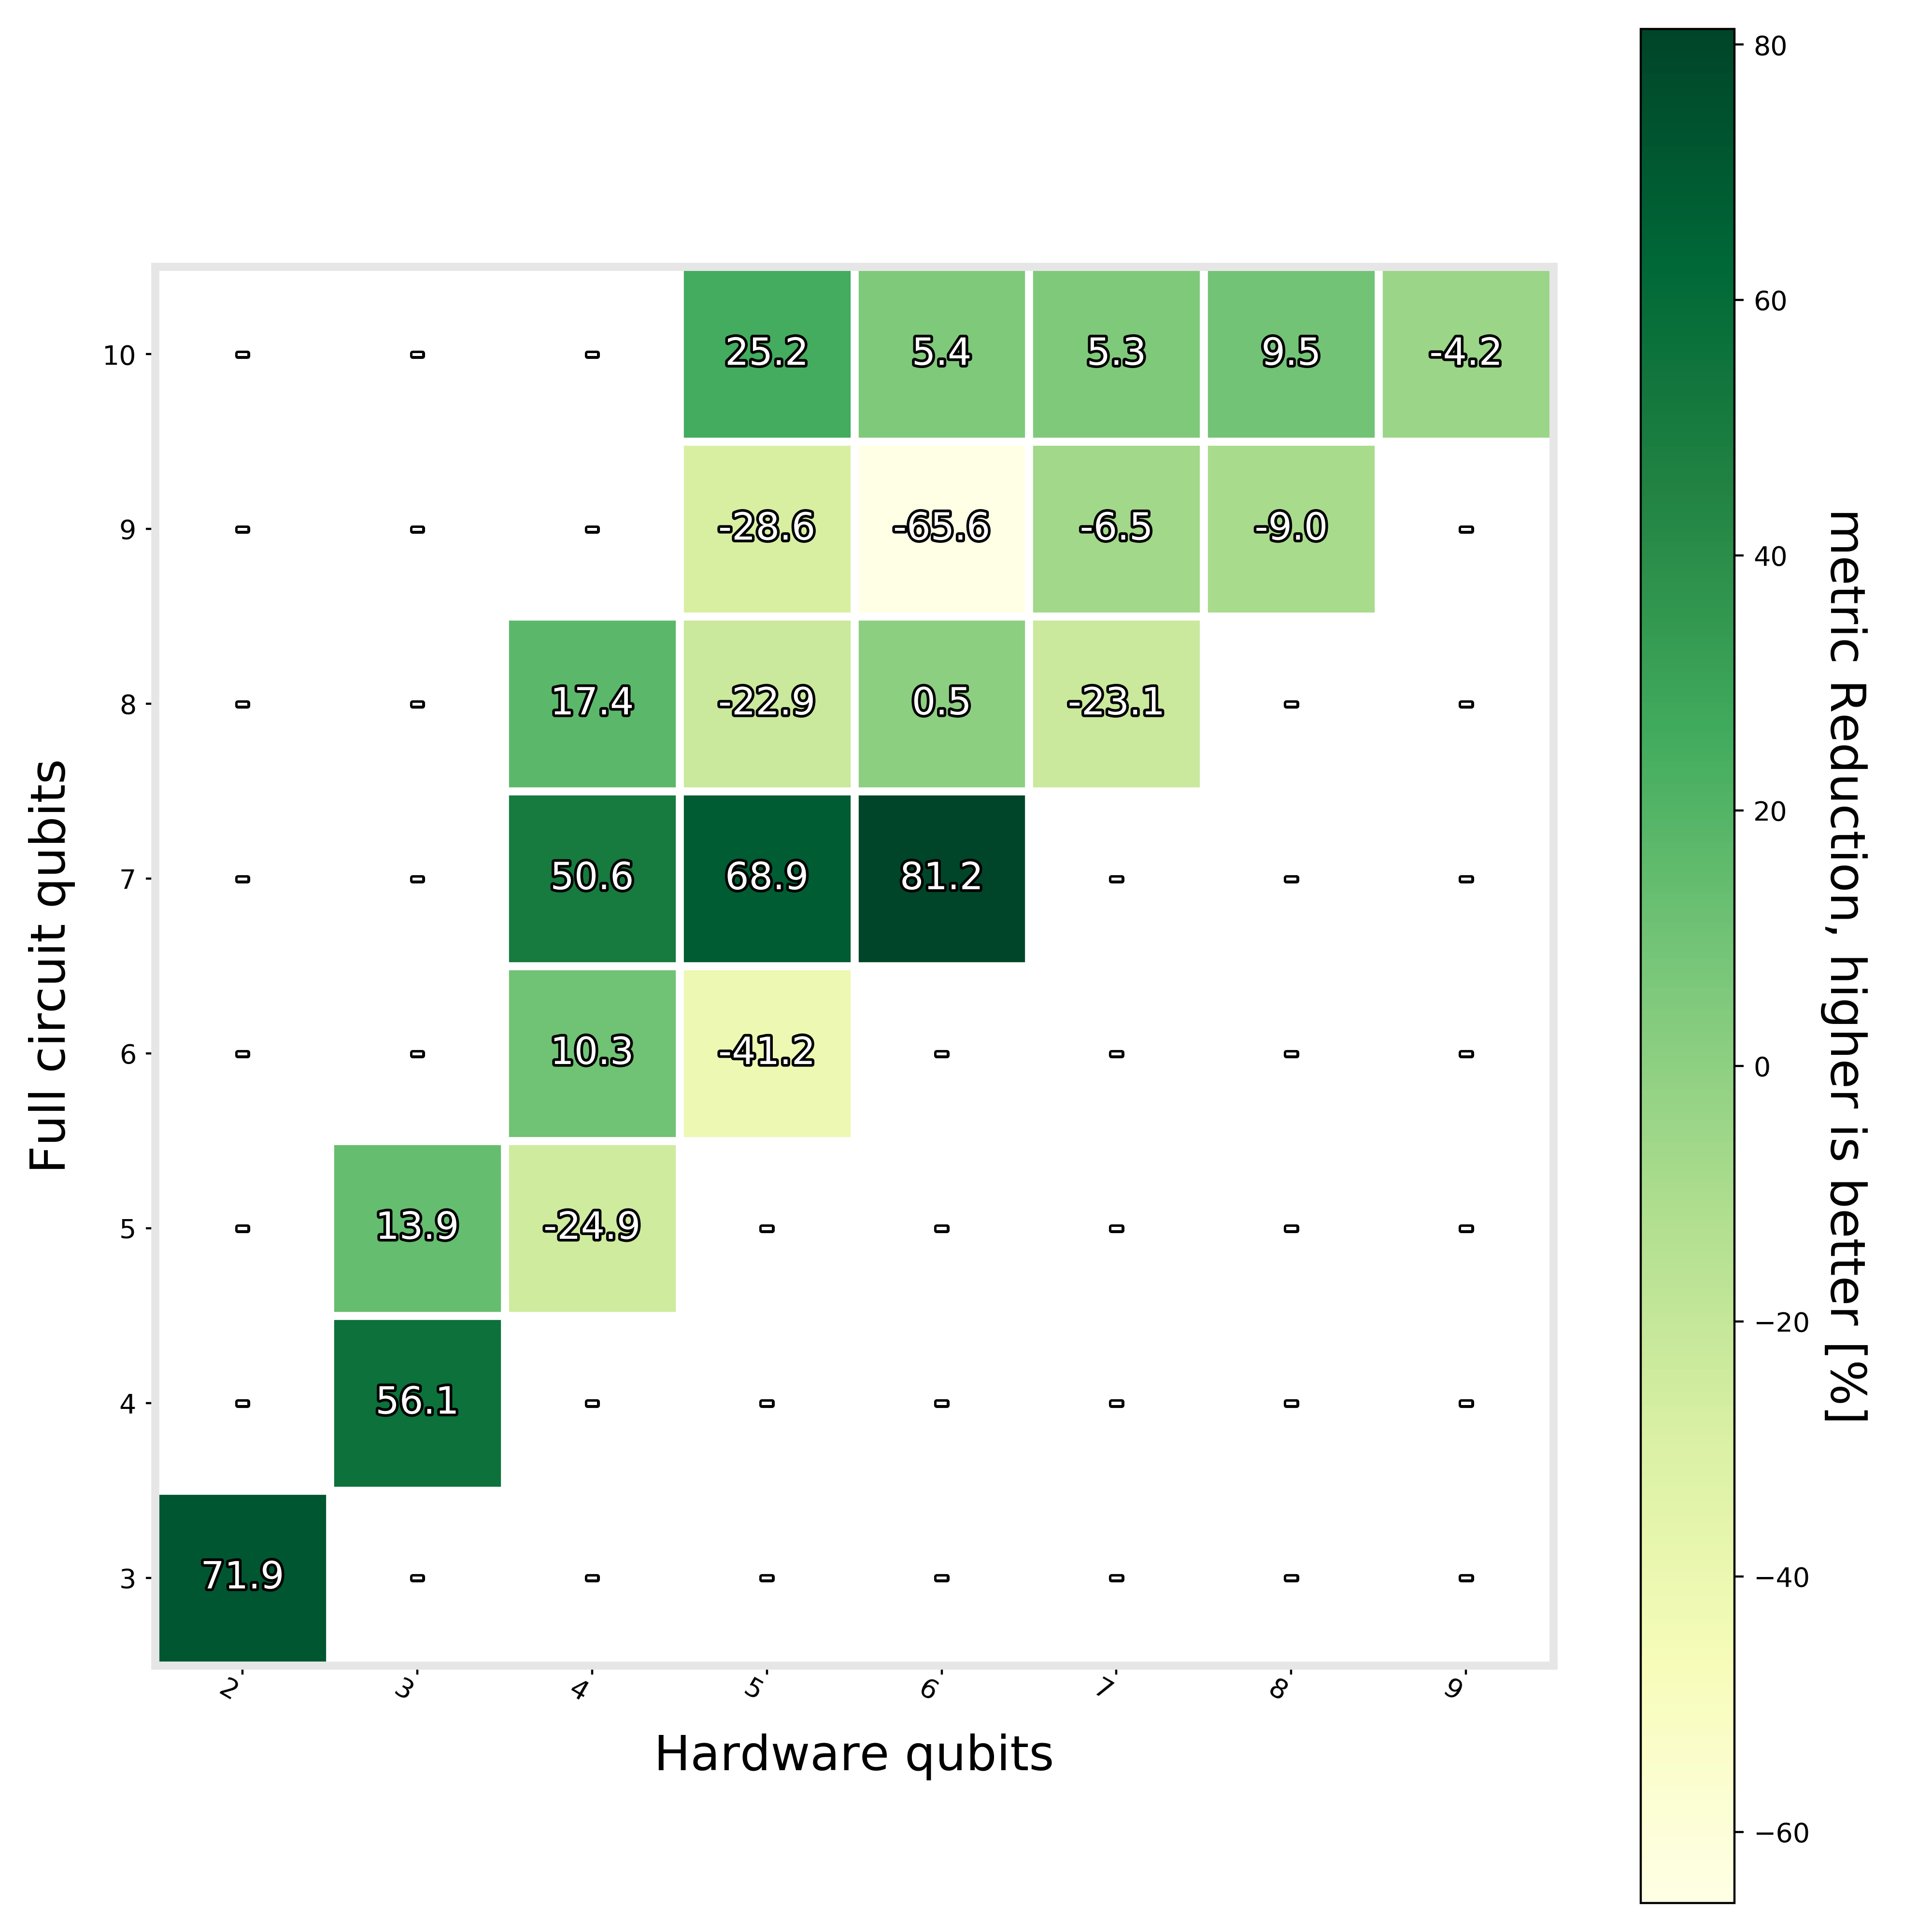 10 - - - 25.2 5.4 5.3 9.5 -4.2
9 - - - -28.6 -65.6 -6.5 -9.0 -
8 - - 17.4 -22.9 0.5 -23.1 - -
7 - - 50.6 68.9 81.2 - - -
6 - - 10.3 -41.2 - - - -
5 - 13.9 -24.9 - - - - -
4 - 56.1 - - - - - -
3 71.9 - - - - - - -
2 3 4 5 6 7 8 9
Hardware qubits
Full circuit qubits
80
60
40
20
0
−20
−40
−60
metric Reduction, higher is better [%]